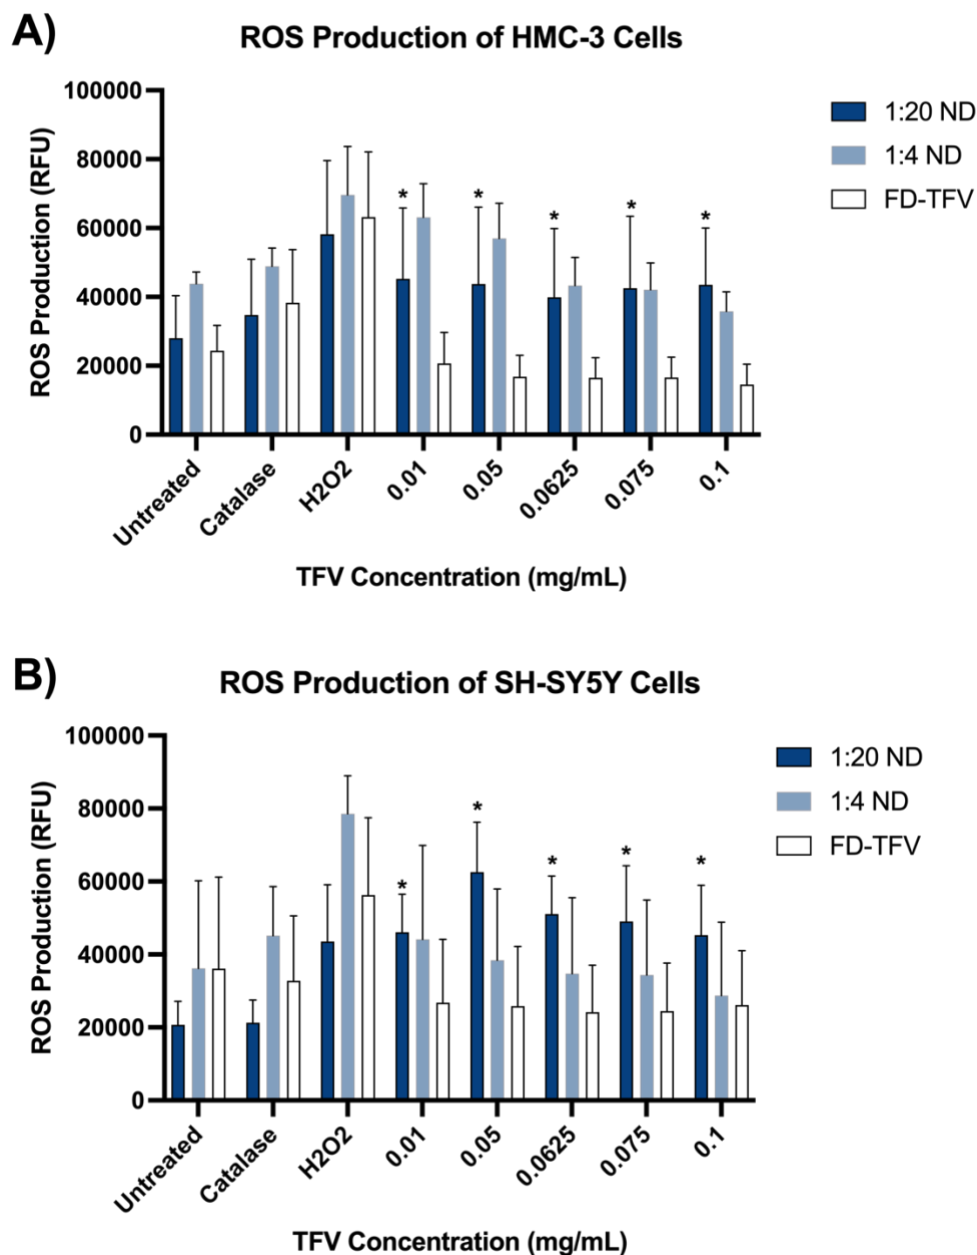 A)
ROS Production of HMC-3 Cells
ROS Production (RFU)
100000
80000
60000
40000
20000
0
* * * * *
Untreated
Catalase
H2O2
0.01
0.05
0.0625
0.075
0.1
TFV Concentration (mg/mL)
1:20 ND
1:4 ND
FD-TFV
B)
ROS Production of SH-SY5Y Cells
ROS Production (RFU)
100000
80000
60000
40000
20000
0
* * * * *
Untreated
Catalase
H2O2
0.01
0.05
0.0625
0.075
0.1
TFV Concentration (mg/mL)
1:20 ND
1:4 ND
FD-TFV